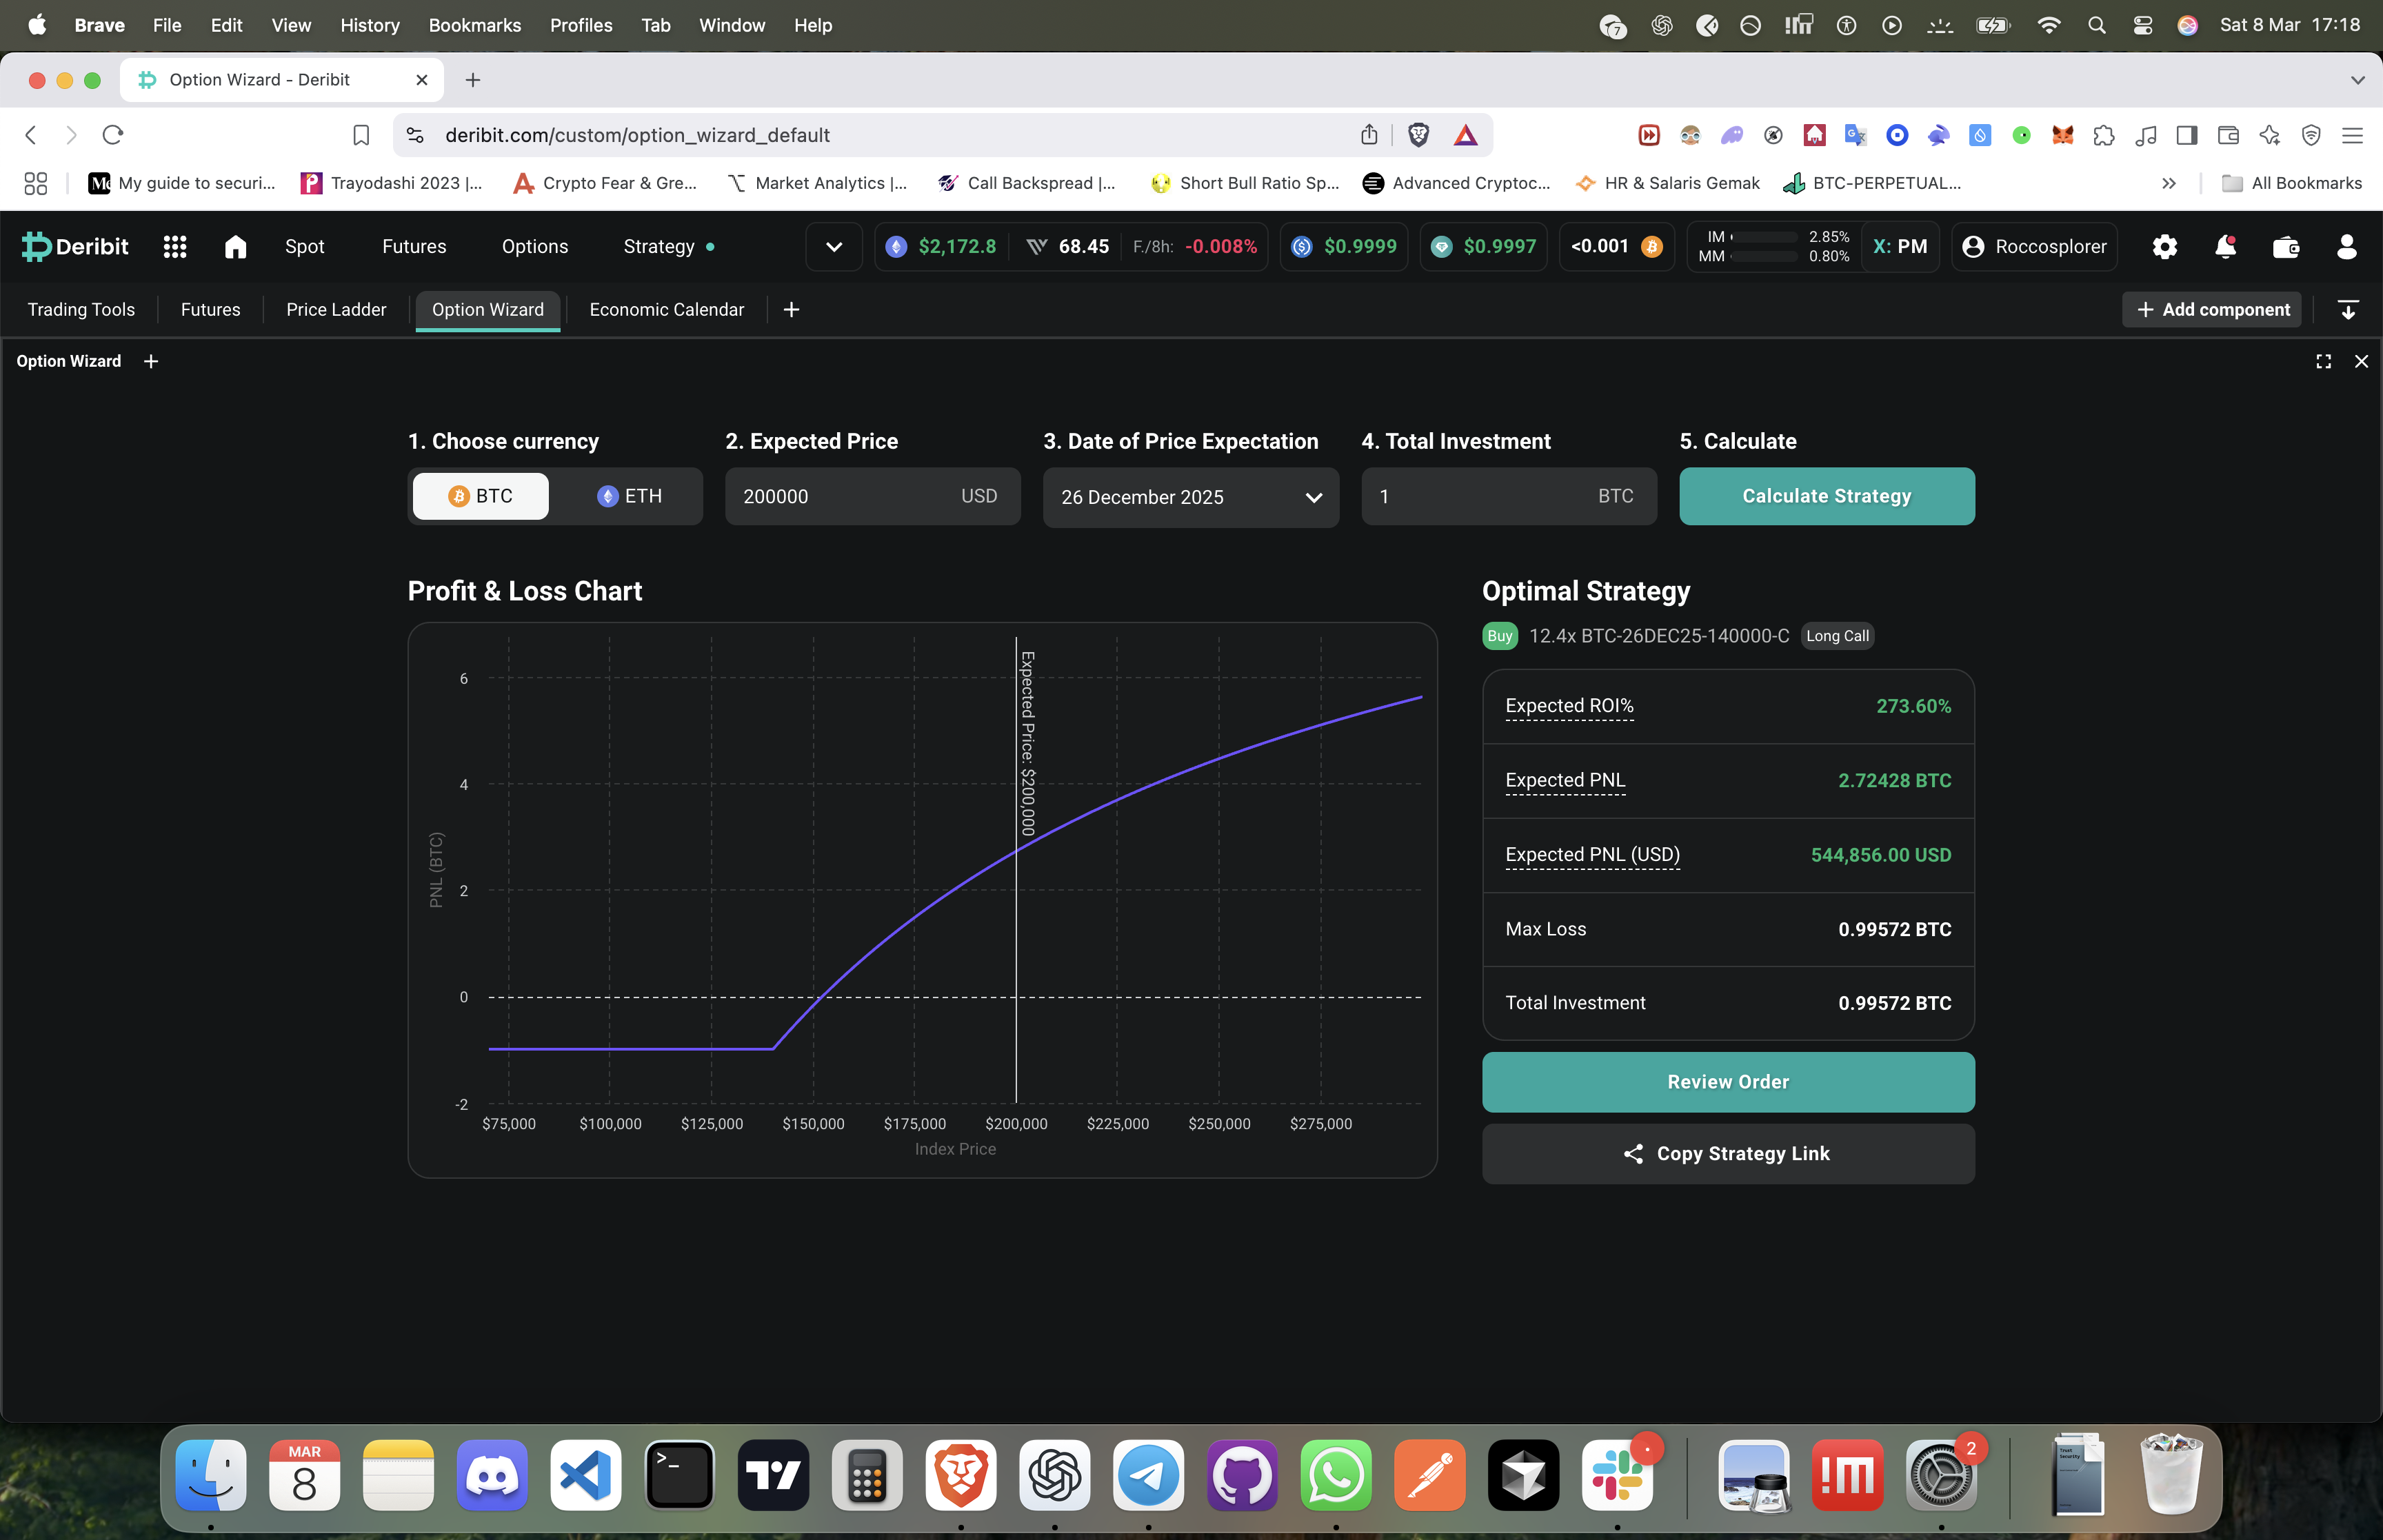 Brave File Edit View History Bookmarks Profiles Tab Window Help 7 Sat 8 Mar 17:18
Option Wizard - Deribit
deribit.com/custom/option_wizard_default
My guide to securi... Trayodashi 2023 |... Crypto Fear & Gre... Market Analytics |... Call Backspread |... Short Bull Ratio Sp... Advanced Cryptoc... HR & Salaris Gemak BTC-PERPETUAL... All Bookmarks
Deribit Spot Futures Options Strategy $2,172.8 68.45 F./8h: -0.008% $0.9999 $0.9997 <0.001 IM 2.85% X: PM Roccosplorer
MM 0.80%
Trading Tools Futures Price Ladder Option Wizard Economic Calendar + Add component
Option Wizard +
1. Choose currency 2. Expected Price 3. Date of Price Expectation 4. Total Investment 5. Calculate
BTC ETH 200000 USD 26 December 2025 1 BTC Calculate Strategy
Profit & Loss Chart
6
4
2
0
-2
PNL (BTC)
Expected Price: $200,000
$75,000 $100,000 $125,000 $150,000 $175,000 $200,000 $225,000 $250,000 $275,000
Index Price
Optimal Strategy
Buy 12.4x BTC-26DEC25-140000-C Long Call
Expected ROI% 273.60%
Expected PNL 2.72428 BTC
Expected PNL (USD) 544,856.00 USD
Max Loss 0.99572 BTC
Total Investment 0.99572 BTC
Review Order
Copy Strategy Link
MAR
8
2